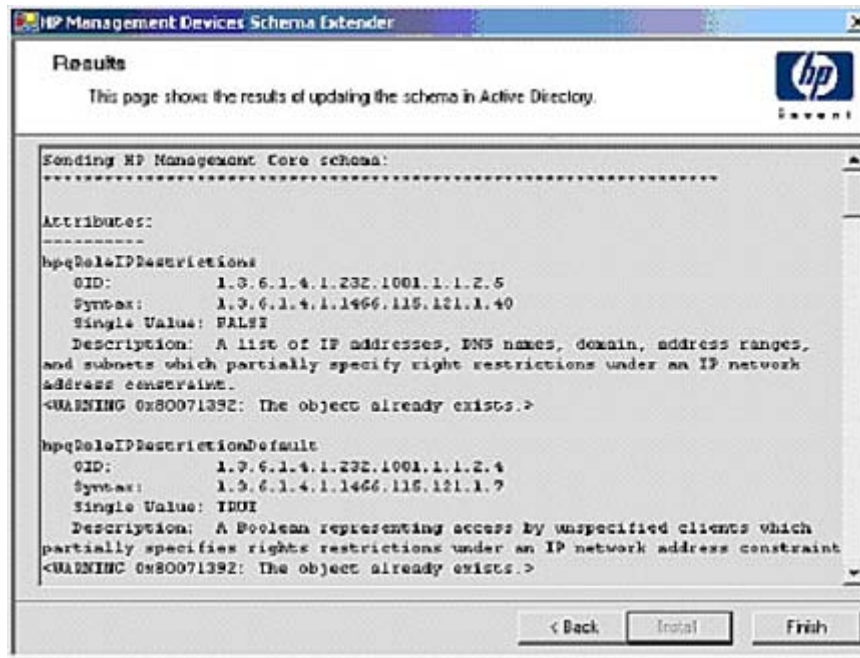 HP Management Devices Schema Extender
Results
This page shows the results of updating the schema in Active Directory.
hp
invent
Sending HP Management Core schema:
*******************************************************************
Attributes:
----------
hpqRoleIPRestrictions
OID: 1.3.6.1.4.1.232.1001.1.1.2.5
Syntax: 1.3.6.1.4.1.1466.115.121.1.40
Single Value: FALSE
Description: A list of IP addresses, DNS names, domain, address ranges,
and subnets which partially specify right restrictions under an IP network
address constraint.
<WARNING 0x80071392: The object already exists.>
hpqRoleIPRestrictionDefault
OID: 1.3.6.1.4.1.232.1001.1.1.2.4
Syntax: 1.3.6.1.4.1.1466.115.121.1.7
Single Value: TRUE
Description: A Boolean representing access by unspecified clients which
partially specifies rights restrictions under an IP network address constraint
<WARNING 0x80071392: The object already exists.>
< Back
Install
Finish